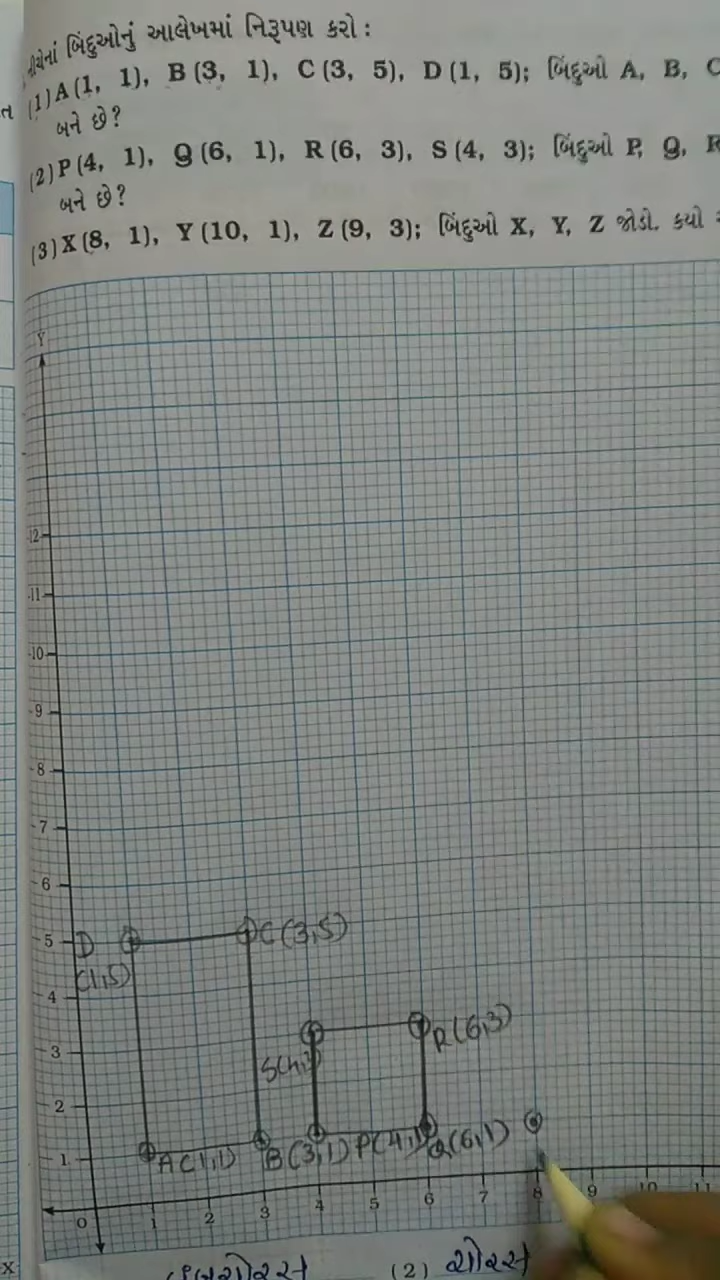 નીચેનાં બિંદુઓનું આલેખમાં નિરૂપણ કરો :
(1) A (1, 1), B (3, 1), C (3, 5), D (1, 5); બિંદુઓ A, B, C
બને છે?
(2) P (4, 1), Q (6, 1), R (6, 3), S (4, 3); બિંદુઓ P, Q, R
બને છે?
(3) X (8, 1), Y (10, 1), Z (9, 3); બિંદુઓ X, Y, Z જોડો. કયો
Y
12
11
10
9
8
7
6
5 D C (3,5)
(1,5)
4
R (6,3)
3
2
1 A (1,1) B (3,1) P (4,1) Q (6,1)
0 1 2 3 4 5 6 7 8 9 10 11
X
(2) ચોરસ